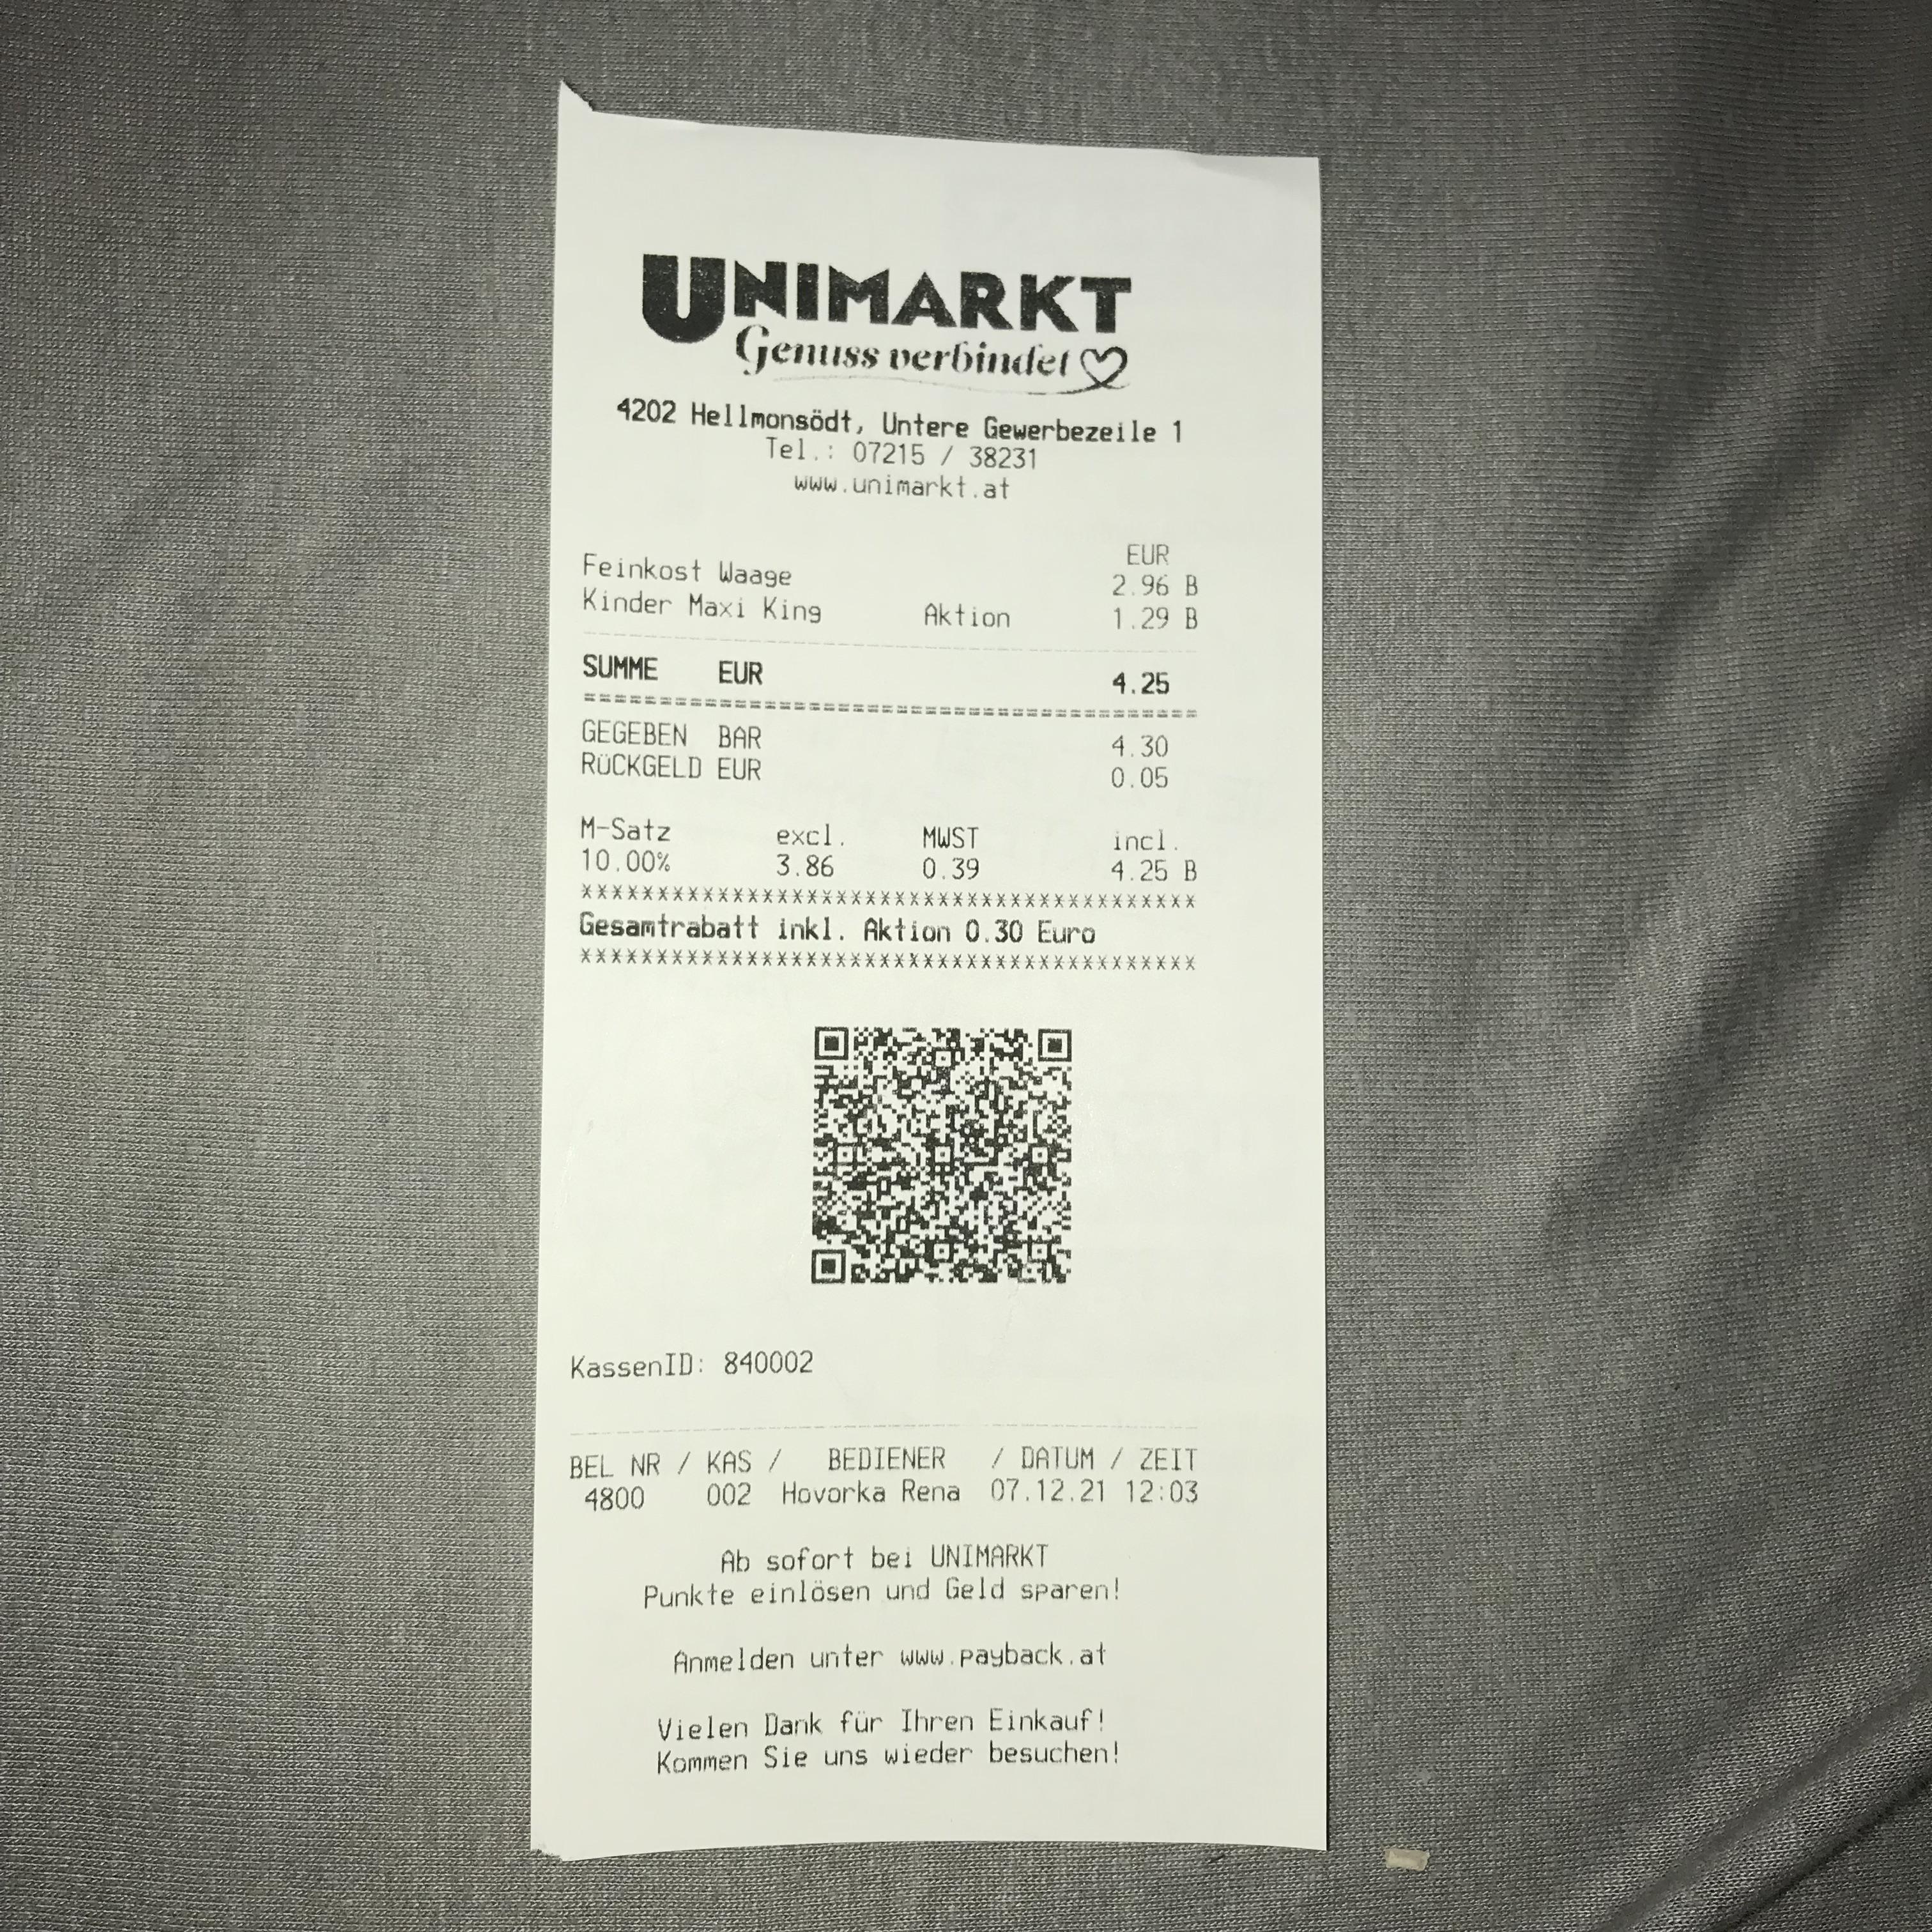 UNIMARKT
Genuss verbindet
4202 Hellmonsödt, Untere Gewerbezeile 1
Tel.: 07215 / 38231
www.unimarkt.at
EUR
Feinkost Waage 2.96 B
Kinder Maxi King Aktion 1.29 B
SUMME EUR 4.25
================================================
GEGEBEN BAR 4.30
RüCKGELD EUR 0.05
M-Satz excl. MWST incl.
10.00% 3.86 0.39 4.25 B
******************************************
Gesamtrabatt inkl. Aktion 0.30 Euro
******************************************
KassenID: 840002
BEL NR / KAS / BEDIENER / DATUM / ZEIT
4800 002 Hovorka Rena 07.12.21 12:03
Ab sofort bei UNIMARKT
Punkte einlösen und Geld sparen!
Anmelden unter www.payback.at
Vielen Dank für Ihren Einkauf!
Kommen Sie uns wieder besuchen!